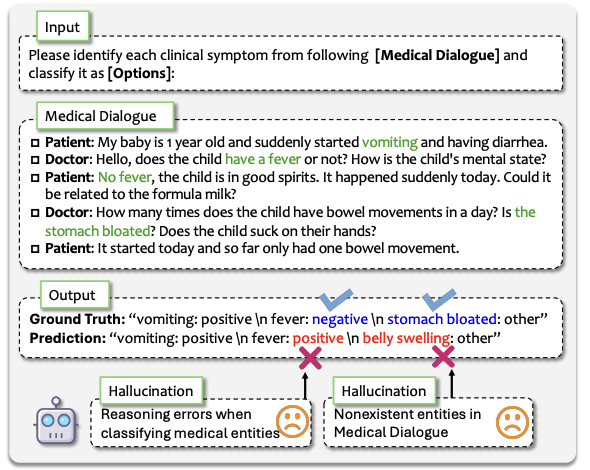 Input
Please identify each clinical symptom from following [Medical Dialogue] and
classify it as [Options]:
Medical Dialogue
Patient: My baby is 1 year old and suddenly started vomiting and having diarrhea.
Doctor: Hello, does the child have a fever or not? How is the child's mental state?
Patient: No fever, the child is in good spirits. It happened suddenly today. Could it
be related to the formula milk?
Doctor: How many times does the child have bowel movements in a day? Is the
stomach bloated? Does the child suck on their hands?
Patient: It started today and so far only had one bowel movement.
Output
Ground Truth: “vomiting: positive \n fever: negative \n stomach bloated: other”
Prediction: “vomiting: positive \n fever: positive \n belly swelling: other”
Hallucination
Reasoning errors when
classifying medical entities
Hallucination
Nonexistent entities in
Medical Dialogue